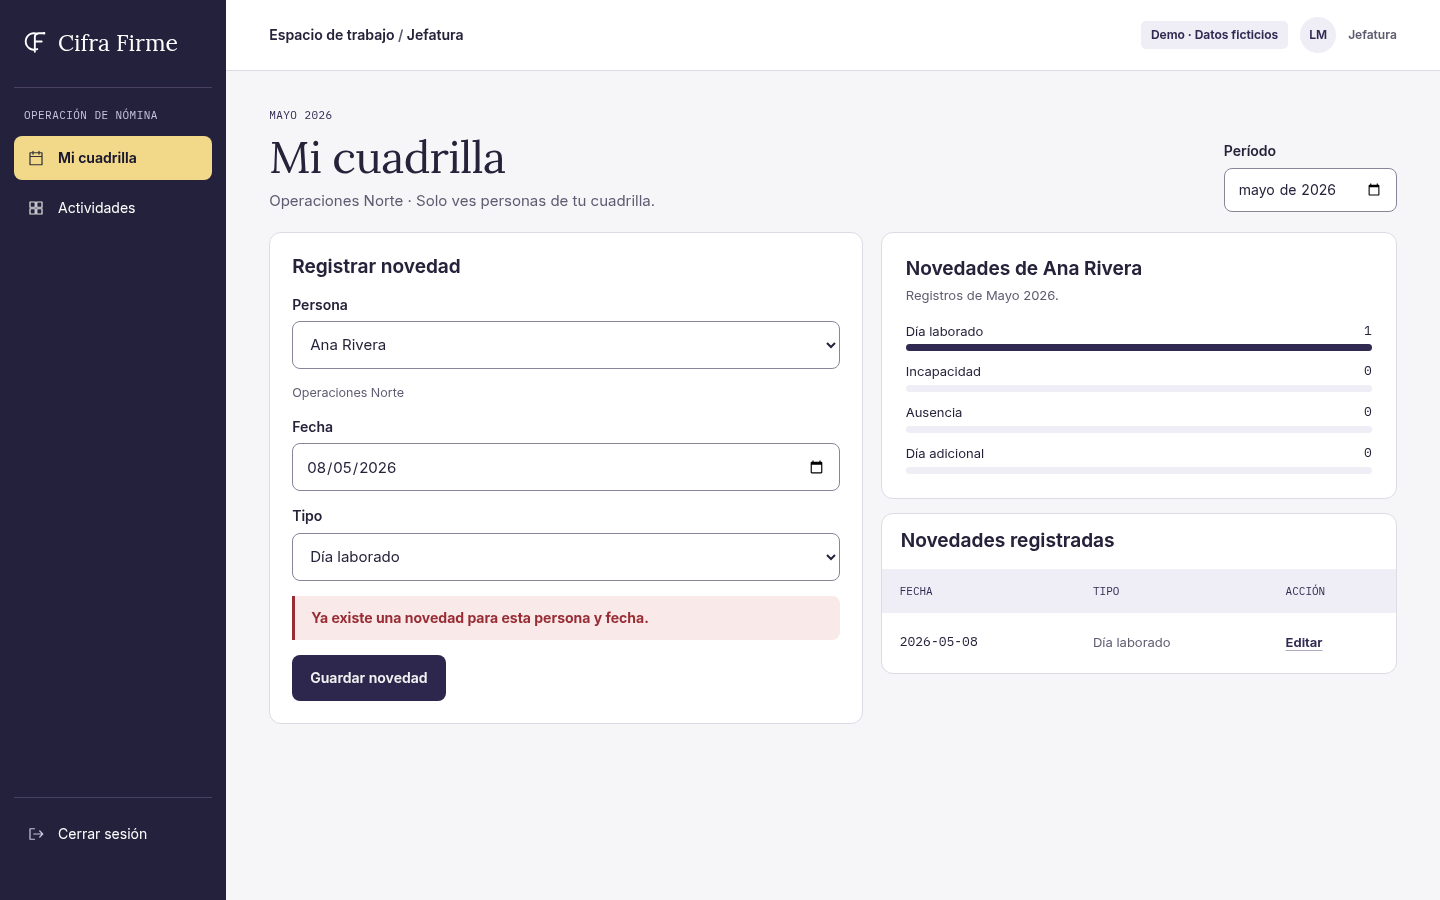 Cifra Firme
OPERACIÓN DE NÓMINA
Mi cuadrilla
Actividades
Cerrar sesión
Espacio de trabajo / Jefatura
Demo · Datos ficticios
LM
Jefatura
MAYO 2026
Mi cuadrilla
Operaciones Norte · Solo ves personas de tu cuadrilla.
Período
mayo de 2026
Registrar novedad
Persona
Ana Rivera
Operaciones Norte
Fecha
08/05/2026
Tipo
Día laborado
Ya existe una novedad para esta persona y fecha.
Guardar novedad
Novedades de Ana Rivera
Registros de Mayo 2026.
Día laborado 1
Incapacidad 0
Ausencia 0
Día adicional 0
Novedades registradas
FECHA TIPO ACCIÓN
2026-05-08 Día laborado Editar